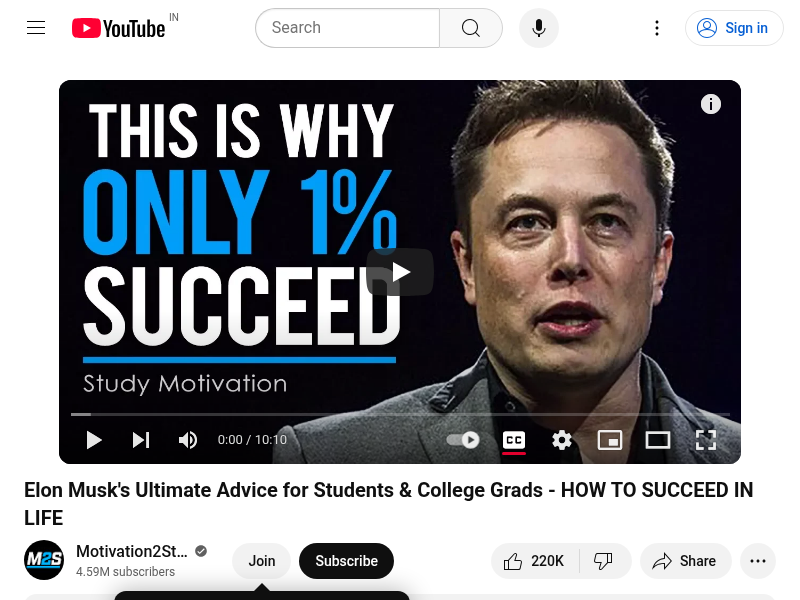 YouTube IN
Search
Sign in
THIS IS WHY
ONLY 1%
SUCCEED
Study Motivation
0:00 / 10:10
CC
Elon Musk's Ultimate Advice for Students & College Grads - HOW TO SUCCEED IN
LIFE
M2S
Motivation2St...
4.59M subscribers
Join
Subscribe
220K
Share